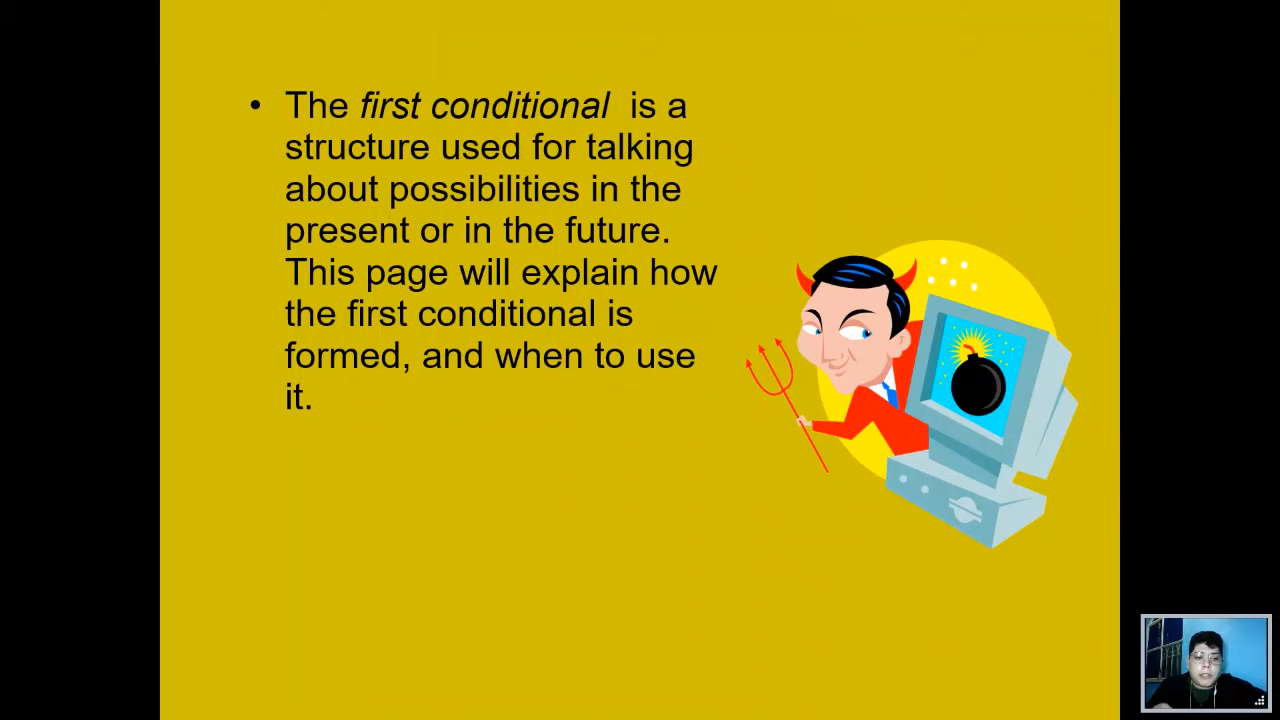 • The first conditional is a
structure used for talking
about possibilities in the
present or in the future.
This page will explain how
the first conditional is
formed, and when to use
it.